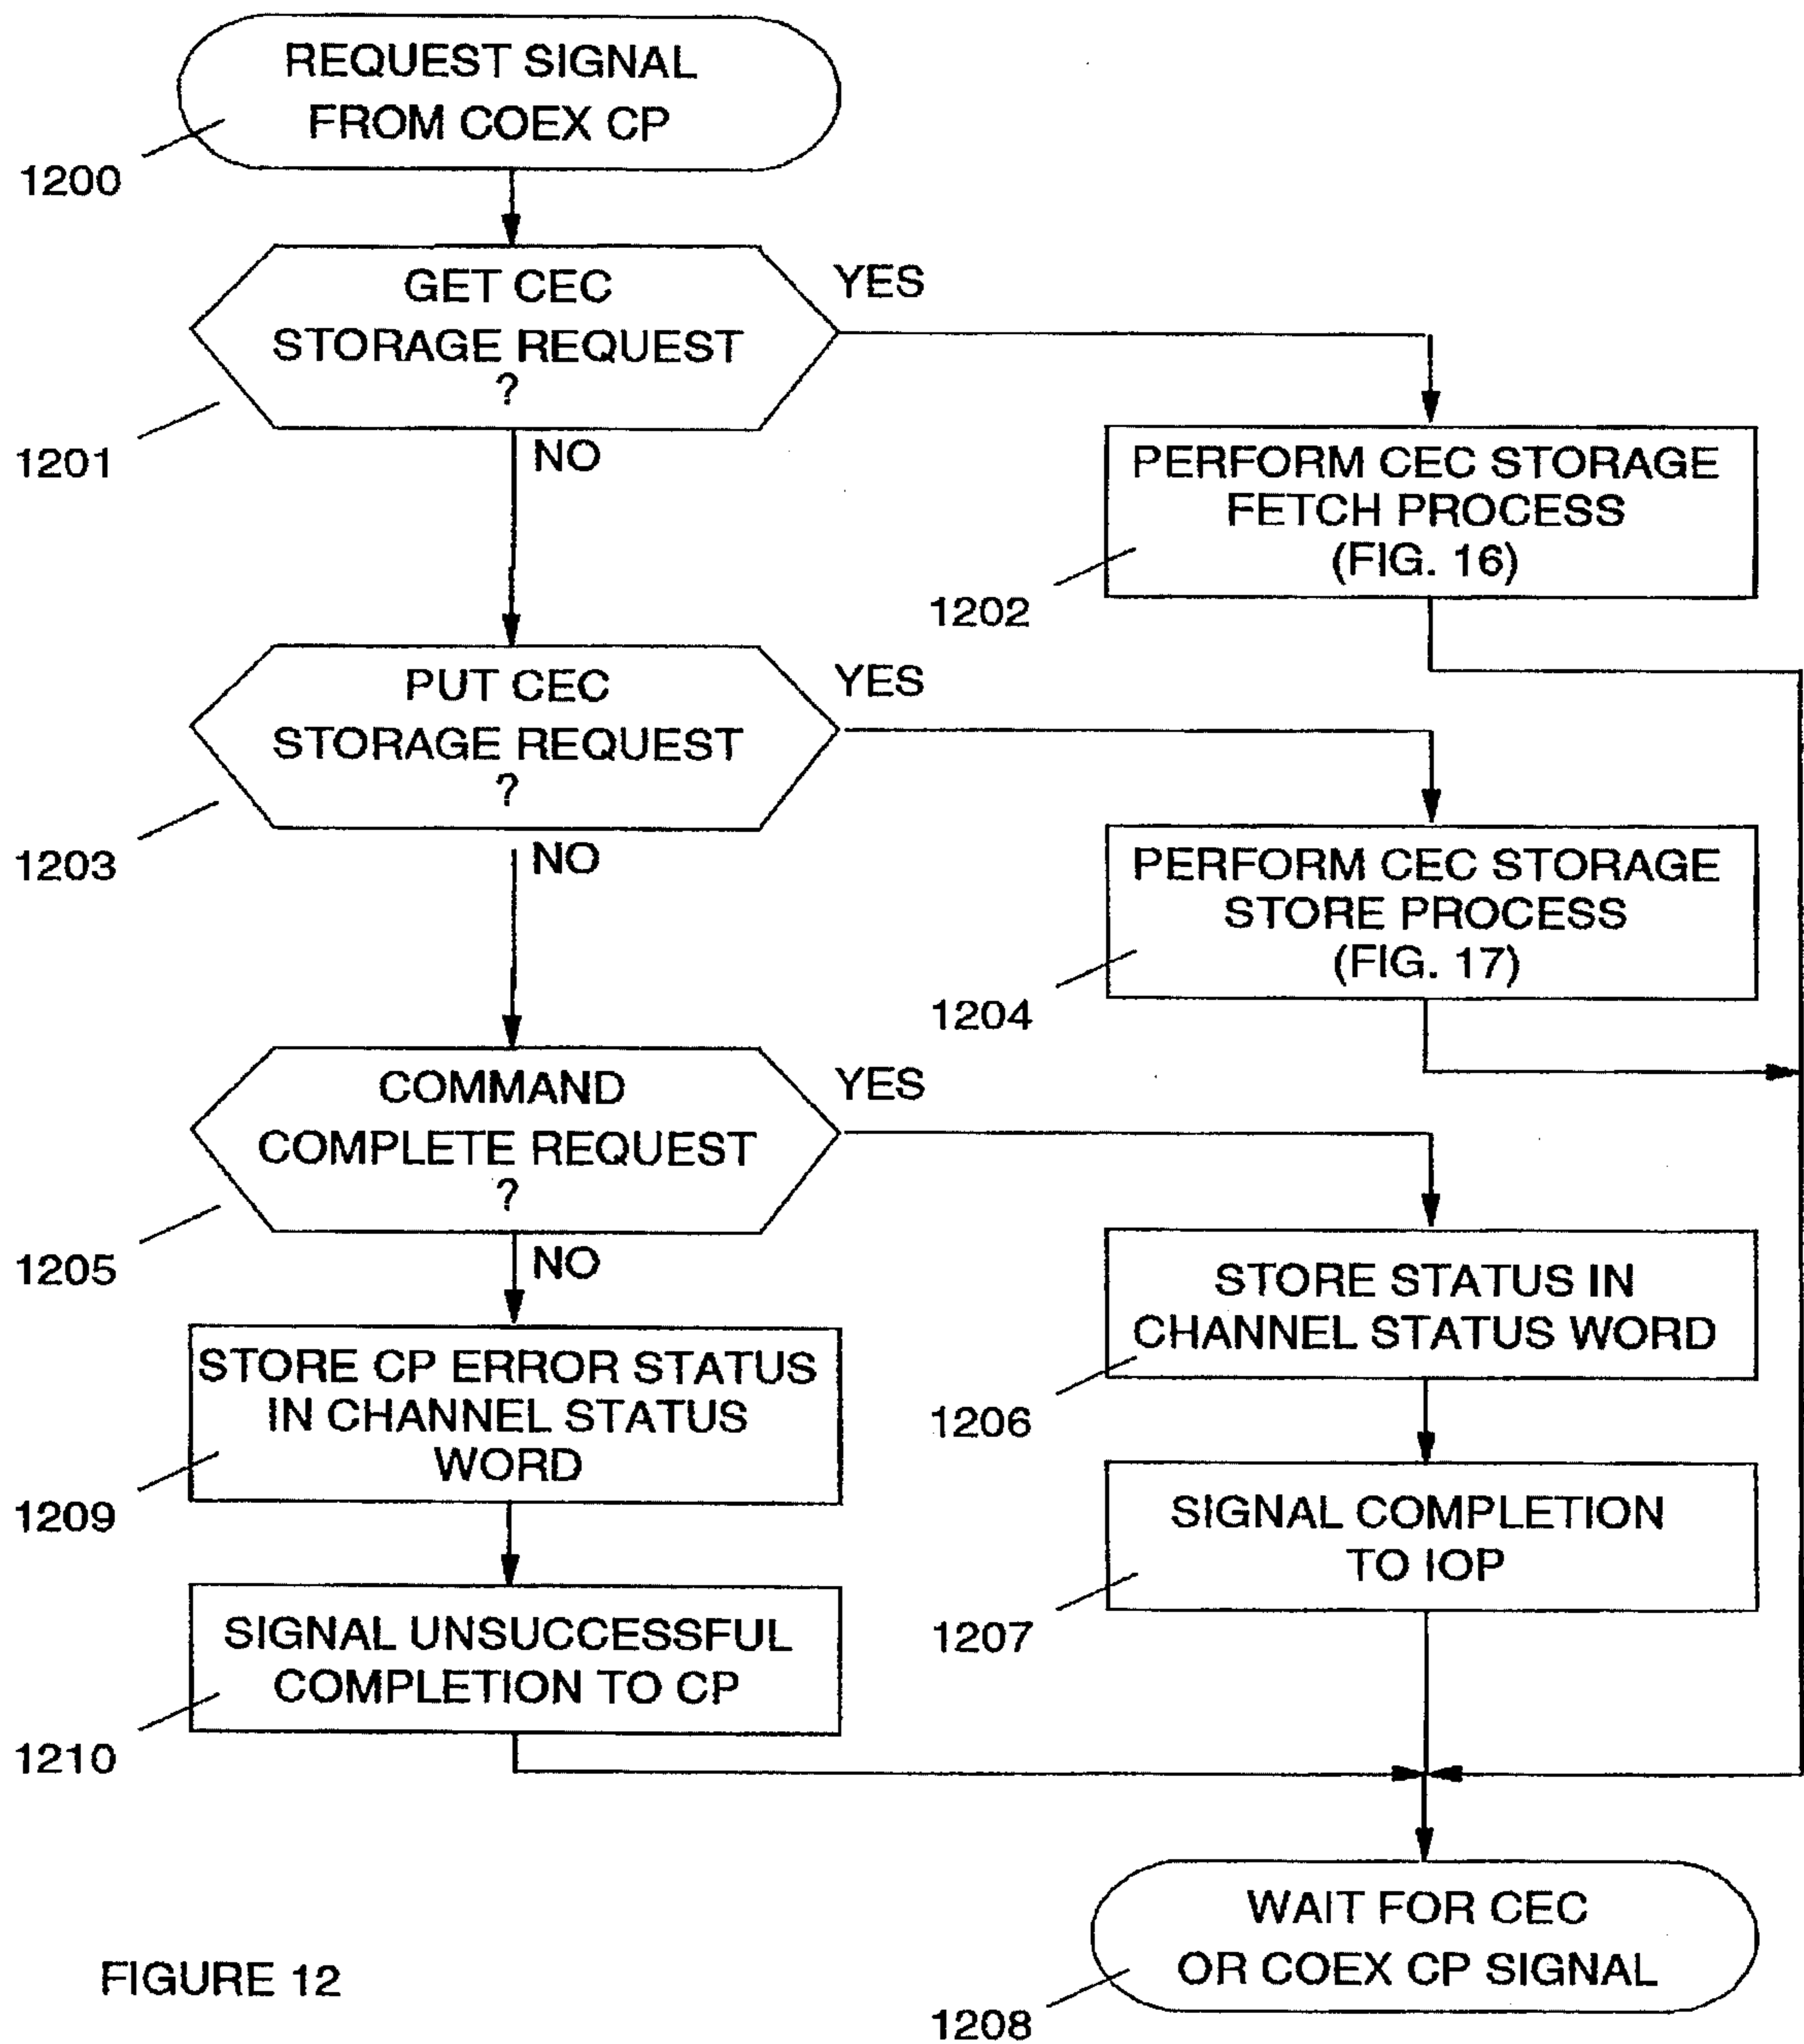 REQUEST SIGNAL
FROM COEX CP
1200
GET CEC
STORAGE REQUEST
?
YES
1201
NO
PERFORM CEC STORAGE
FETCH PROCESS
(FIG. 16)
1202
PUT CEC
STORAGE REQUEST
?
YES
1203
NO
PERFORM CEC STORAGE
STORE PROCESS
(FIG. 17)
1204
COMMAND
COMPLETE REQUEST
?
YES
1205
NO
STORE STATUS IN
CHANNEL STATUS WORD
1206
STORE CP ERROR STATUS
IN CHANNEL STATUS
WORD
1209
SIGNAL COMPLETION
TO IOP
1207
SIGNAL UNSUCCESSFUL
COMPLETION TO CP
1210
WAIT FOR CEC
OR COEX CP SIGNAL
1208
FIGURE 12